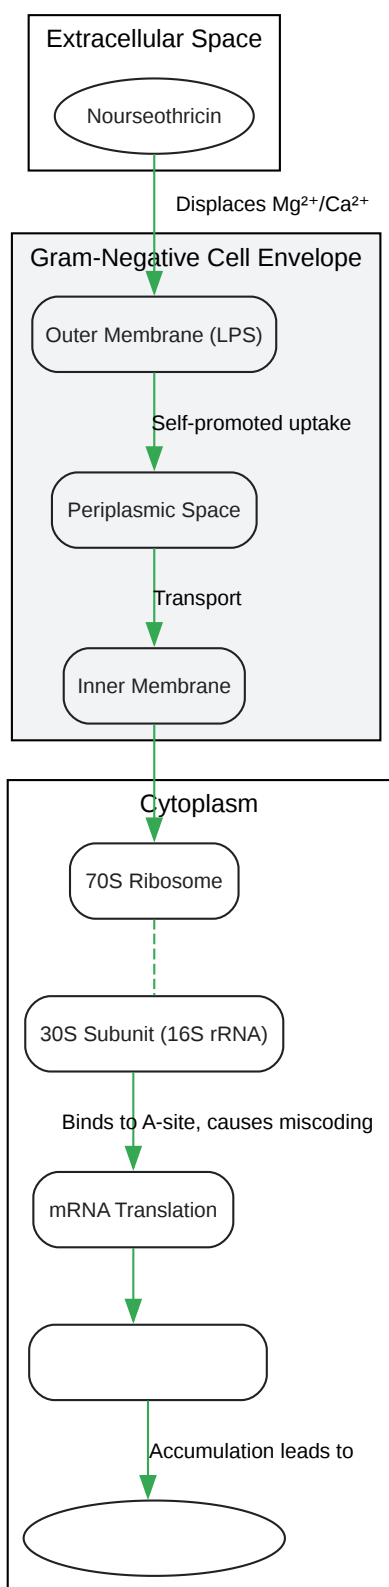 Extracellular Space
Nourseothricin
Displaces Mg²⁺/Ca²⁺
Gram-Negative Cell Envelope
Outer Membrane (LPS)
Self-promoted uptake
Periplasmic Space
Transport
Inner Membrane
Cytoplasm
70S Ribosome
30S Subunit (16S rRNA)
Binds to A-site, causes miscoding
mRNA Translation
Accumulation leads to